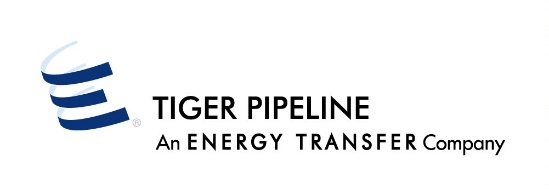 TIGER PIPELINE
® An ENERGY TRANSFER Company